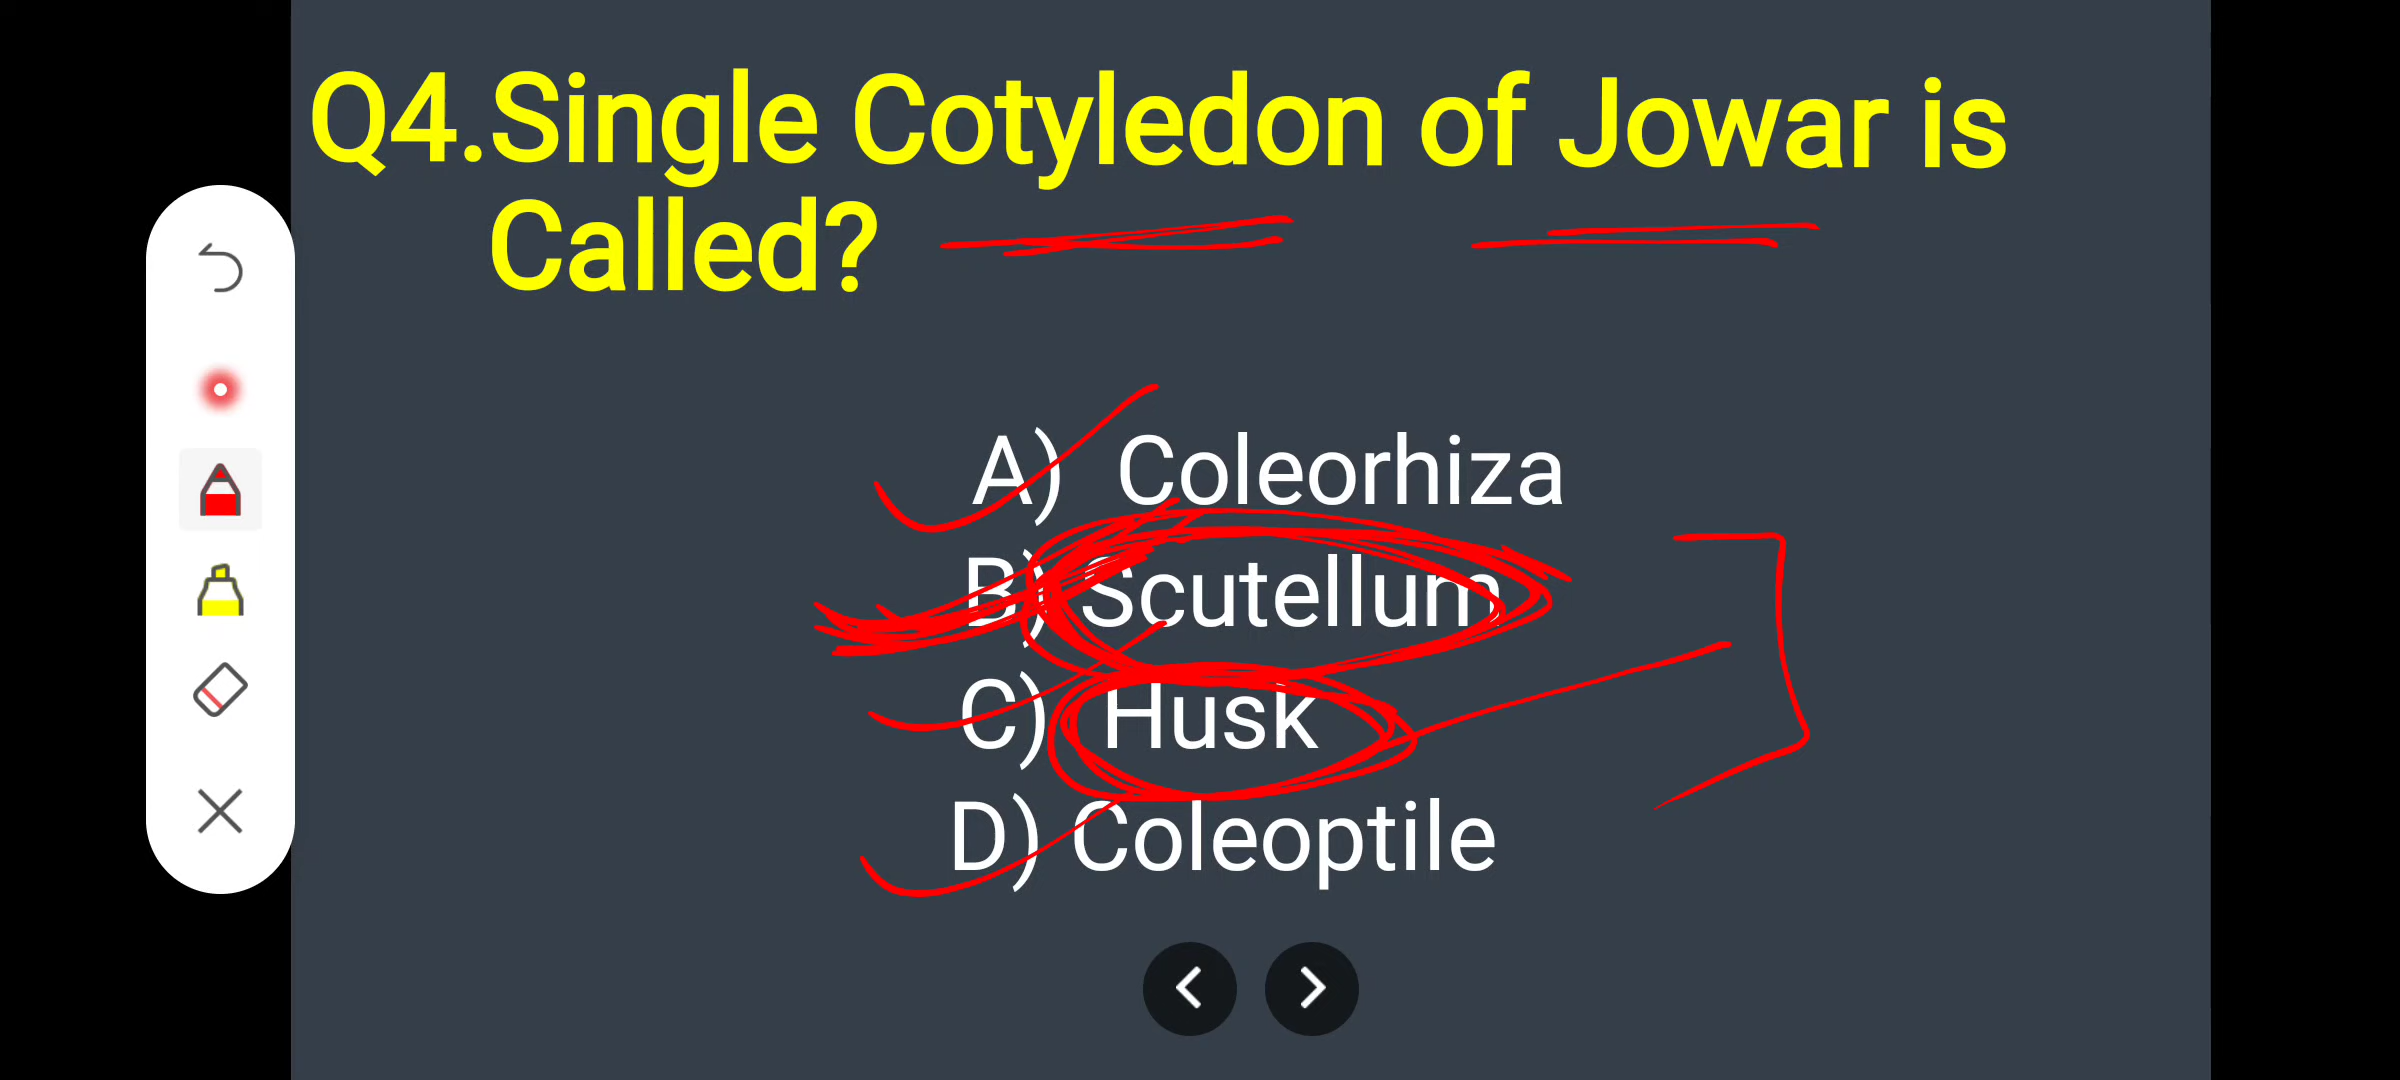 Q4.Single Cotyledon of Jowar is
Called?
A) Coleorhiza
B) Scutellum
C) Husk
D) Coleoptile